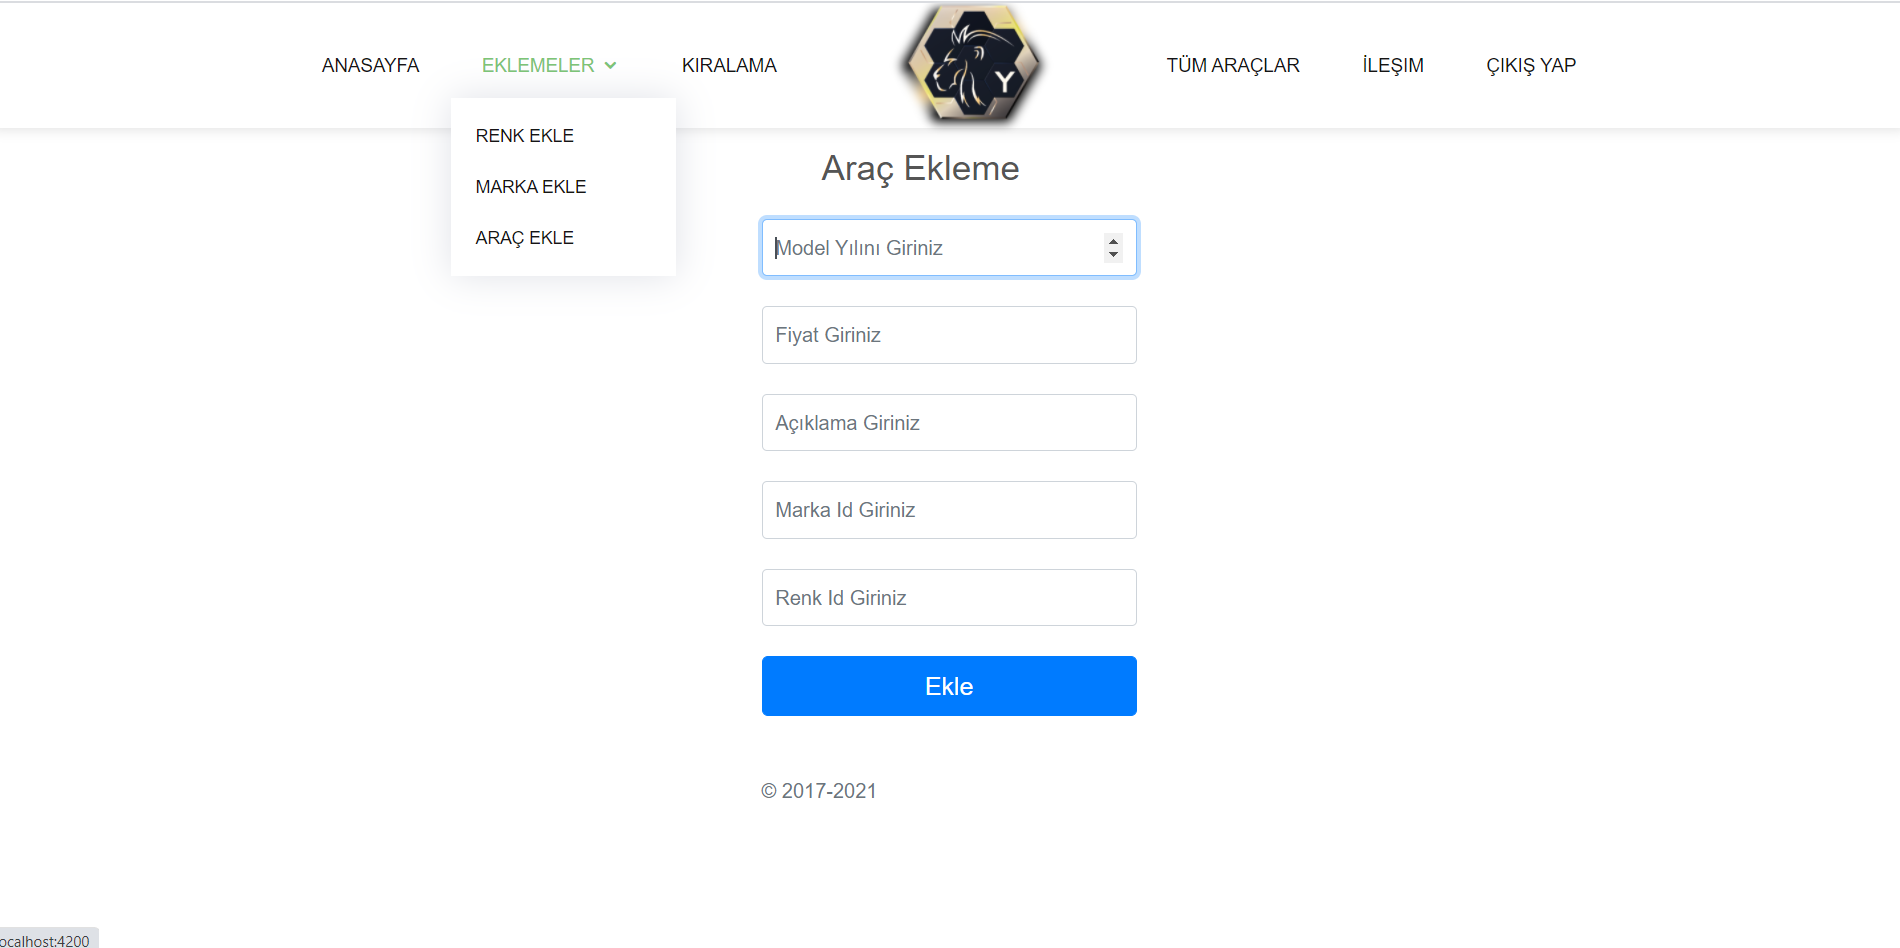 ANASAYFA EKLEMELER KIRALAMA Y TÜM ARAÇLAR İLEŞIM ÇIKIŞ YAP
RENK EKLE
MARKA EKLE
ARAÇ EKLE
Araç Ekleme
Model Yılını Giriniz
Fiyat Giriniz
Açıklama Giriniz
Marka Id Giriniz
Renk Id Giriniz
Ekle
© 2017-2021
ocalhost:4200